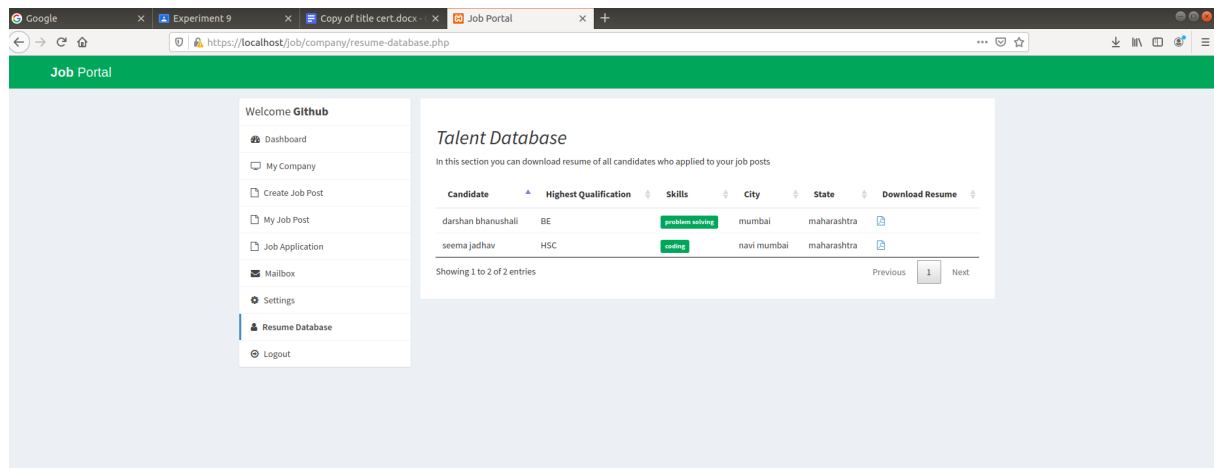 Google
Experiment 9
Copy of title cert.docx -
Job Portal
https://localhost/job/company/resume-database.php
Job Portal
Welcome Github
Dashboard
My Company
Create Job Post
My Job Post
Job Application
Mailbox
Settings
Resume Database
Logout
Talent Database
In this section you can download resume of all candidates who applied to your job posts
Candidate Highest Qualification Skills City State Download Resume
darshan bhanushali BE problem solving mumbai maharashtra
seema jadhav HSC coding navi mumbai maharashtra
Showing 1 to 2 of 2 entries
Previous 1 Next